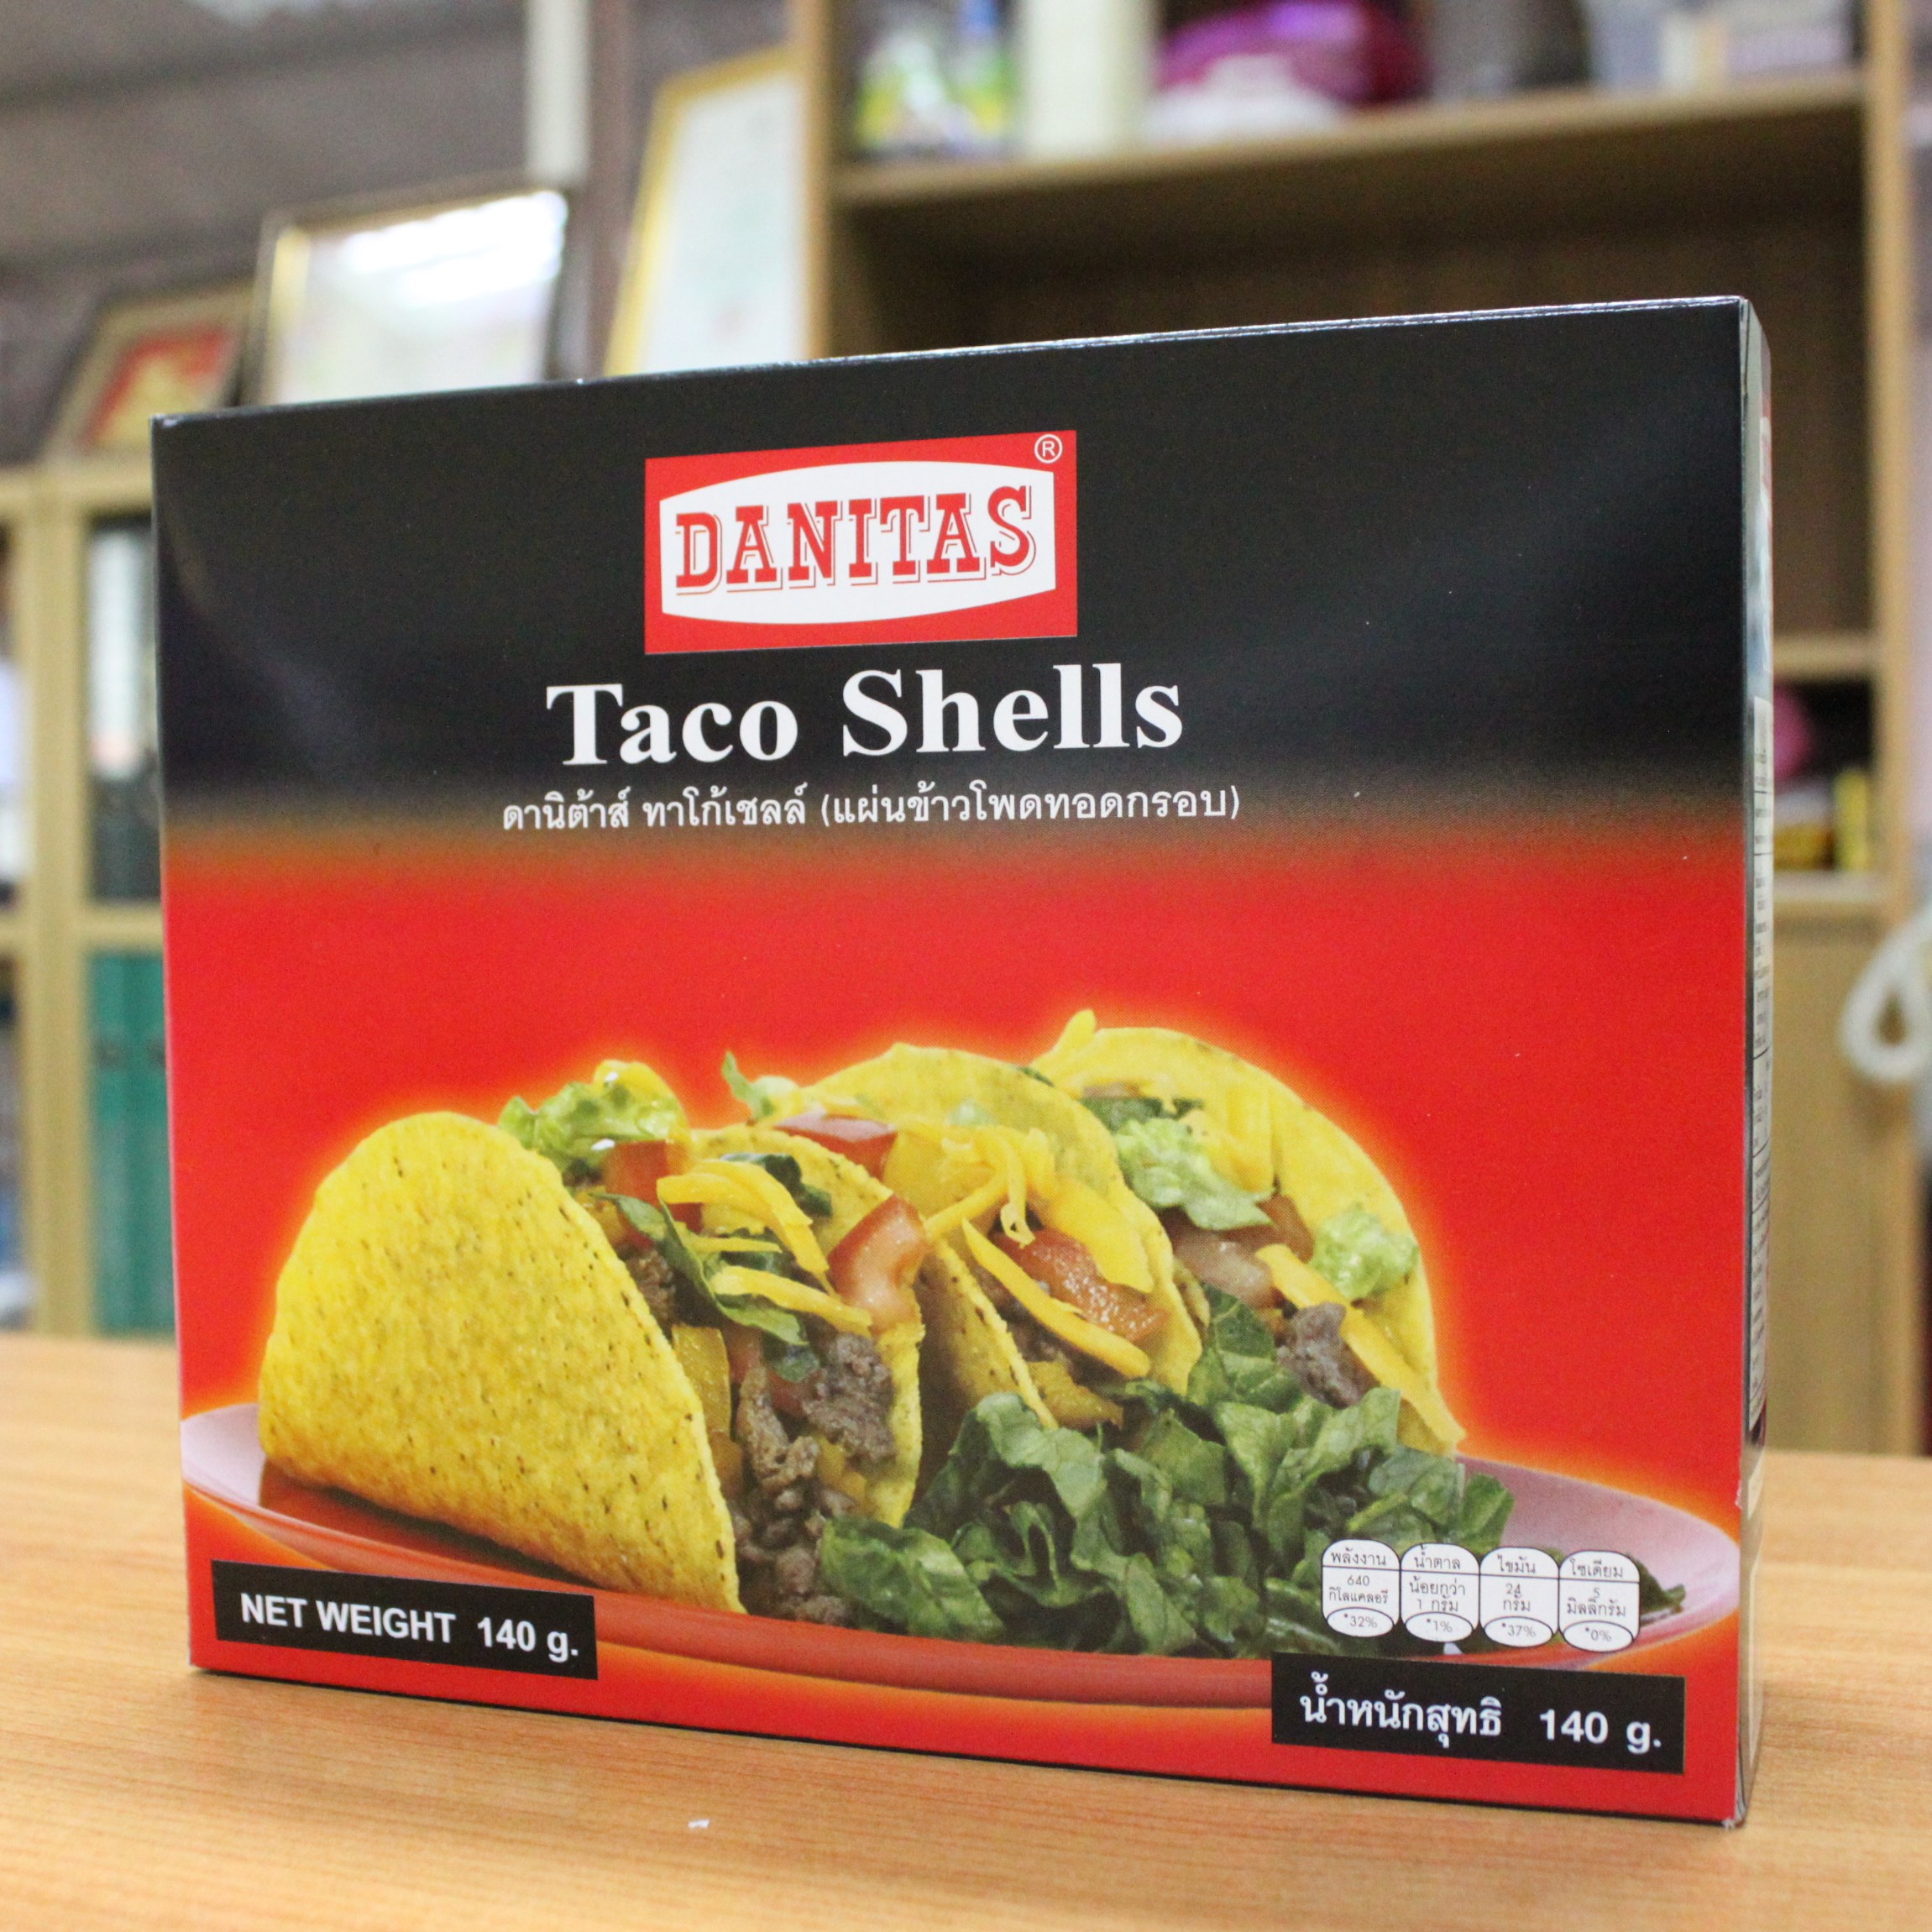 DANITAS ®
Taco Shells
ดานิต้าส์ ทาโก้เชลล์ (แผ่นข้าวโพดทอดกรอบ)
พลังงาน
640
กิโลแคลอรี
*32%
น้ำตาล
น้อยกว่า
1 กรัม
*1%
ไขมัน
24
กรัม
*37%
โซเดียม
5
มิลลิกรัม
*0%
NET WEIGHT 140 g.
น้ำหนักสุทธิ 140 g.